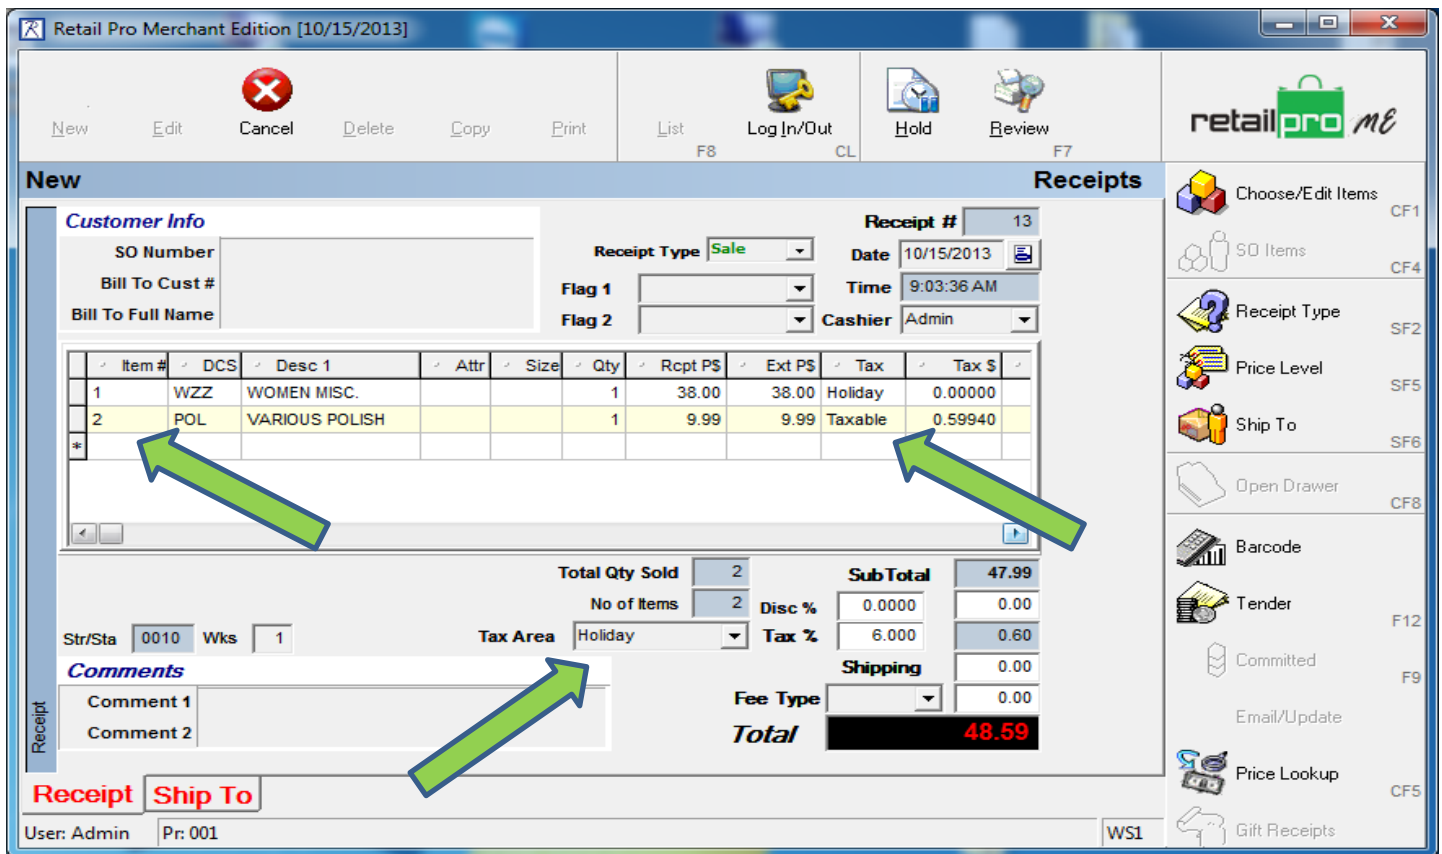 Retail Pro Merchant Edition [10/15/2013]
New Edit Cancel Delete Copy Print List Log In/Out Hold Review
F8 CL F7
retailpro ME
New Receipts
Customer Info
SO Number
Bill To Cust #
Bill To Full Name
Receipt Type Sale
Flag 1
Flag 2
Receipt # 13
Date 10/15/2013
Time 9:03:36 AM
Cashier Admin
Item # DCS Desc 1 Attr Size Qty Rcpt P$ Ext P$ Tax Tax $
1 WZZ WOMEN MISC. 1 38.00 38.00 Holiday 0.00000
2 POL VARIOUS POLISH 1 9.99 9.99 Taxable 0.59940
*
Total Qty Sold 2 SubTotal 47.99
No of Items 2 Disc % 0.0000 0.00
Str/Sta 0010 Wks 1 Tax Area Holiday Tax % 6.000 0.60
Shipping 0.00
Comments
Comment 1
Comment 2
Fee Type 0.00
Total 48.59
Receipt
Receipt Ship To
User: Admin Pr: 001 WS1
Choose/Edit Items
CF1
SO Items
CF4
Receipt Type
SF2
Price Level
SF5
Ship To
SF6
Open Drawer
CF8
Barcode
Tender
F12
Committed
F9
Email/Update
Price Lookup
CF5
Gift Receipts